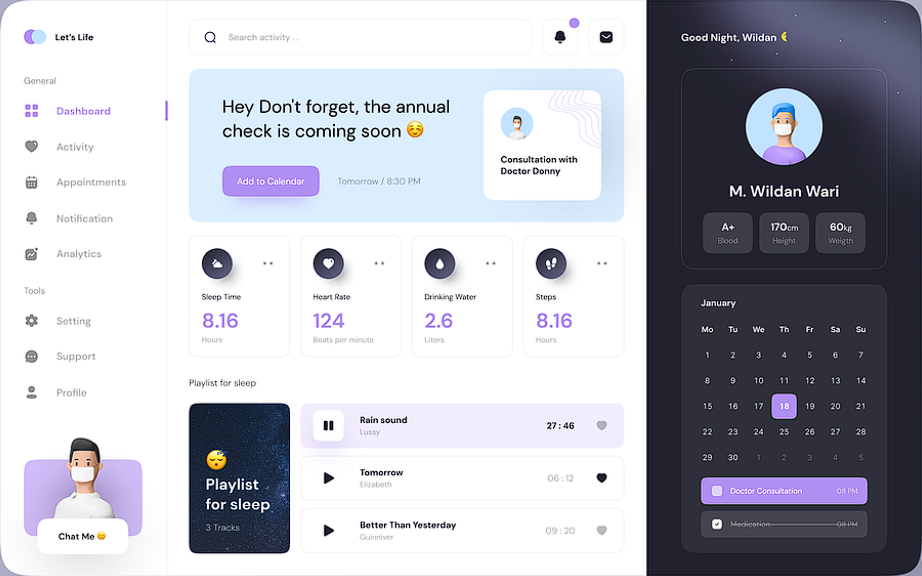 Let's Life
General
Dashboard
Activity
Appointments
Notification
Analytics
Tools
Setting
Support
Profile
Chat Me 😊
Search activity . .
Hey Don't forget, the annual
check is coming soon ☺️
Add to Calendar
Tomorrow / 8:30 PM
Consultation with
Doctor Donny
Sleep Time
8.16
Hours
Heart Rate
124
Beats per minute
Drinking Water
2.6
Liters
Steps
8.16
Hours
Playlist for sleep
😴
Playlist
for sleep
3 Tracks
Rain sound
Lussy
27 : 46
Tomorrow
Elizabeth
06 : 12
Better Than Yesterday
Guinniver
09 : 20
Good Night, Wildan 🌜
M. Wildan Wari
A+
Blood
170cm
Height
60kg
Weigth
January
Mo Tu We Th Fr Sa Su
1 2 3 4 5 6 7
8 9 10 11 12 13 14
15 16 17 18 19 20 21
22 23 24 25 26 27 28
29 30 1 2 3 4 5
Doctor Consultation 08 PM
Medication 08 PM